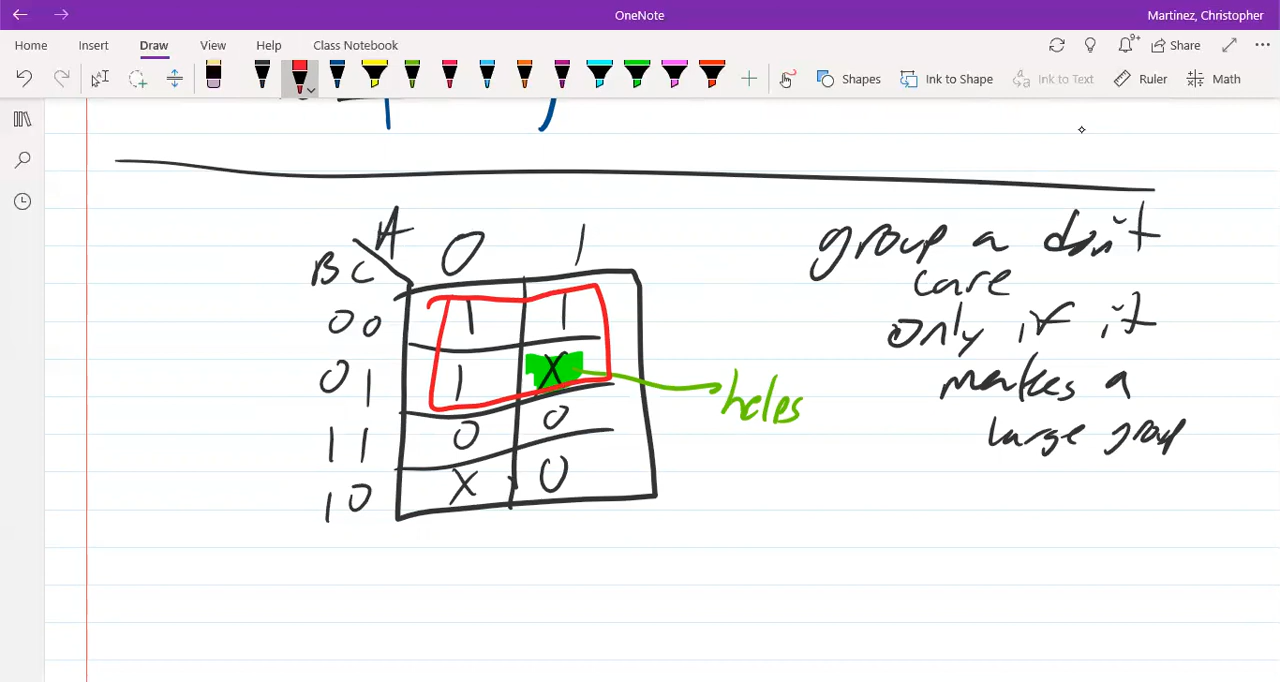 OneNote
Martinez, Christopher
Home Insert Draw View Help Class Notebook
Share
Shapes Ink to Shape Ink to Text Ruler Math
A 0 1
BC
00 1 1
01 1 X
11 0 0
10 X 0
helps
group a don't
care
only if it
makes a
large group